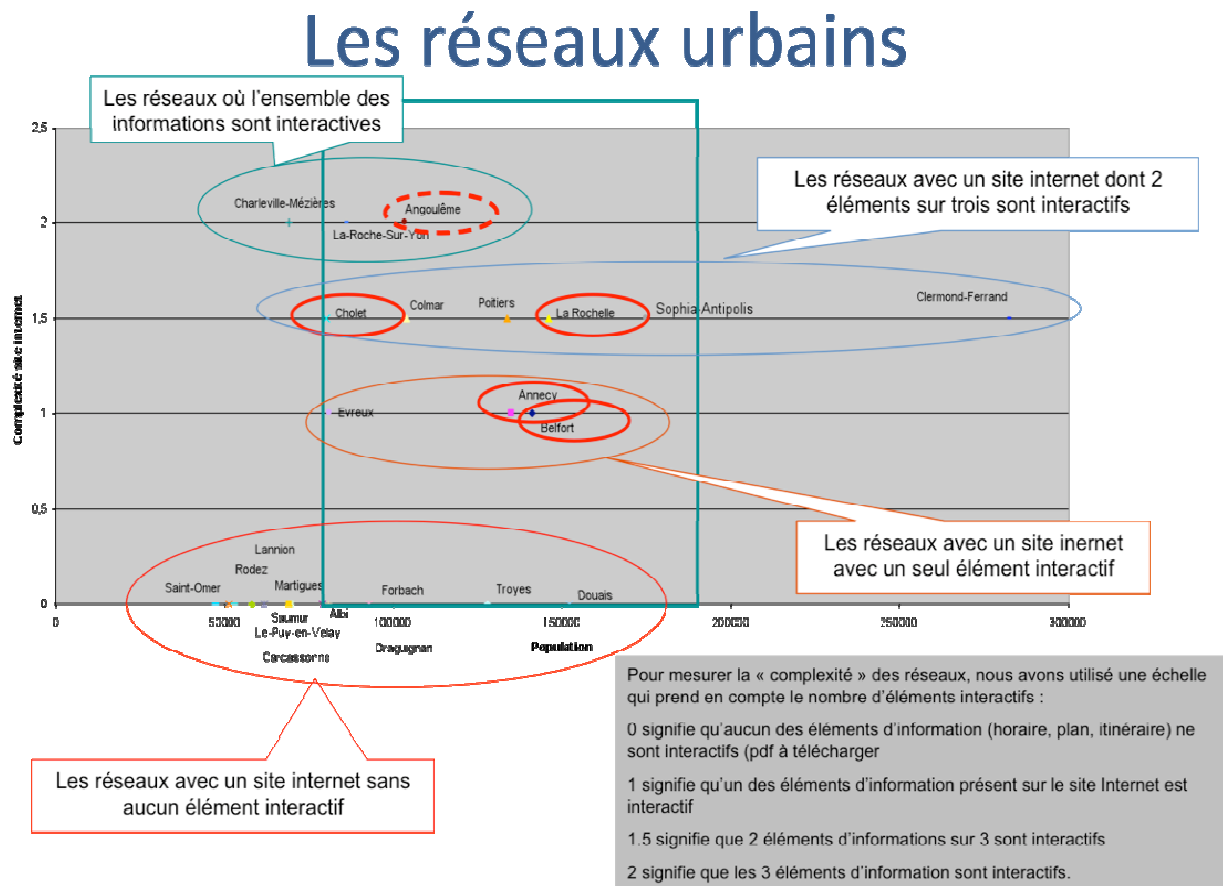 Les réseaux urbains
Les réseaux où l'ensemble des
informations sont interactives
Les réseaux avec un site internet dont 2
éléments sur trois sont interactifs
2,5
Charleville-Mézières
Angoulême
2
La-Roche-Sur-Yon
Clermond-Ferrand
Colmar
Poitiers
Sophia-Antipolis
Cholet
La Rochelle
1,5
Complexité site internet
Annecy
1
Evreux
Belfort
0,5
Les réseaux avec un site inernet
avec un seul élément interactif
Lannion
Rodez
Saint-Omer
Martigues
Forbach
Troyes
Douais
0
Albi
0
50000
100000
150000
200000
250000
300000
Saumur
Le-Puy-en-Velay
Carcassonne
Draguignan
Population
Pour mesurer la « complexité » des réseaux, nous avons utilisé une échelle
qui prend en compte le nombre d'éléments interactifs :
0 signifie qu'aucun des éléments d'information (horaire, plan, itinéraire) ne
sont interactifs (pdf à télécharger
1 signifie qu'un des éléments d'information présent sur le site Internet est
interactif
1.5 signifie que 2 éléments d'informations sur 3 sont interactifs
2 signifie que les 3 éléments d'information sont interactifs.
Les réseaux avec un site internet sans
aucun élément interactif